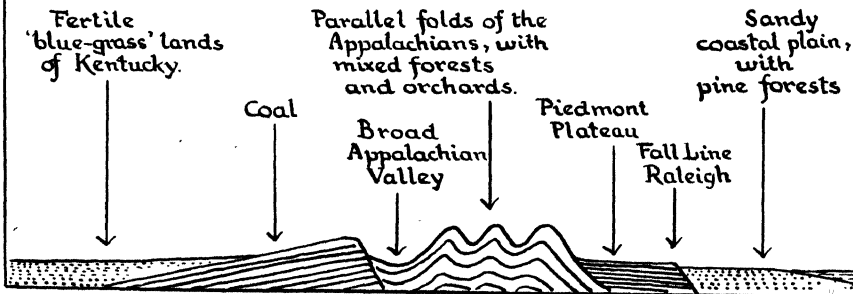 Fertile
'blue-grass' lands
of Kentucky.
Coal
Parallel folds of the
Appalachians, with
mixed forests
and orchards.
Broad
Appalachian
Valley
Piedmont
Plateau
Fall Line
Raleigh
Sandy
coastal plain,
with
pine forests